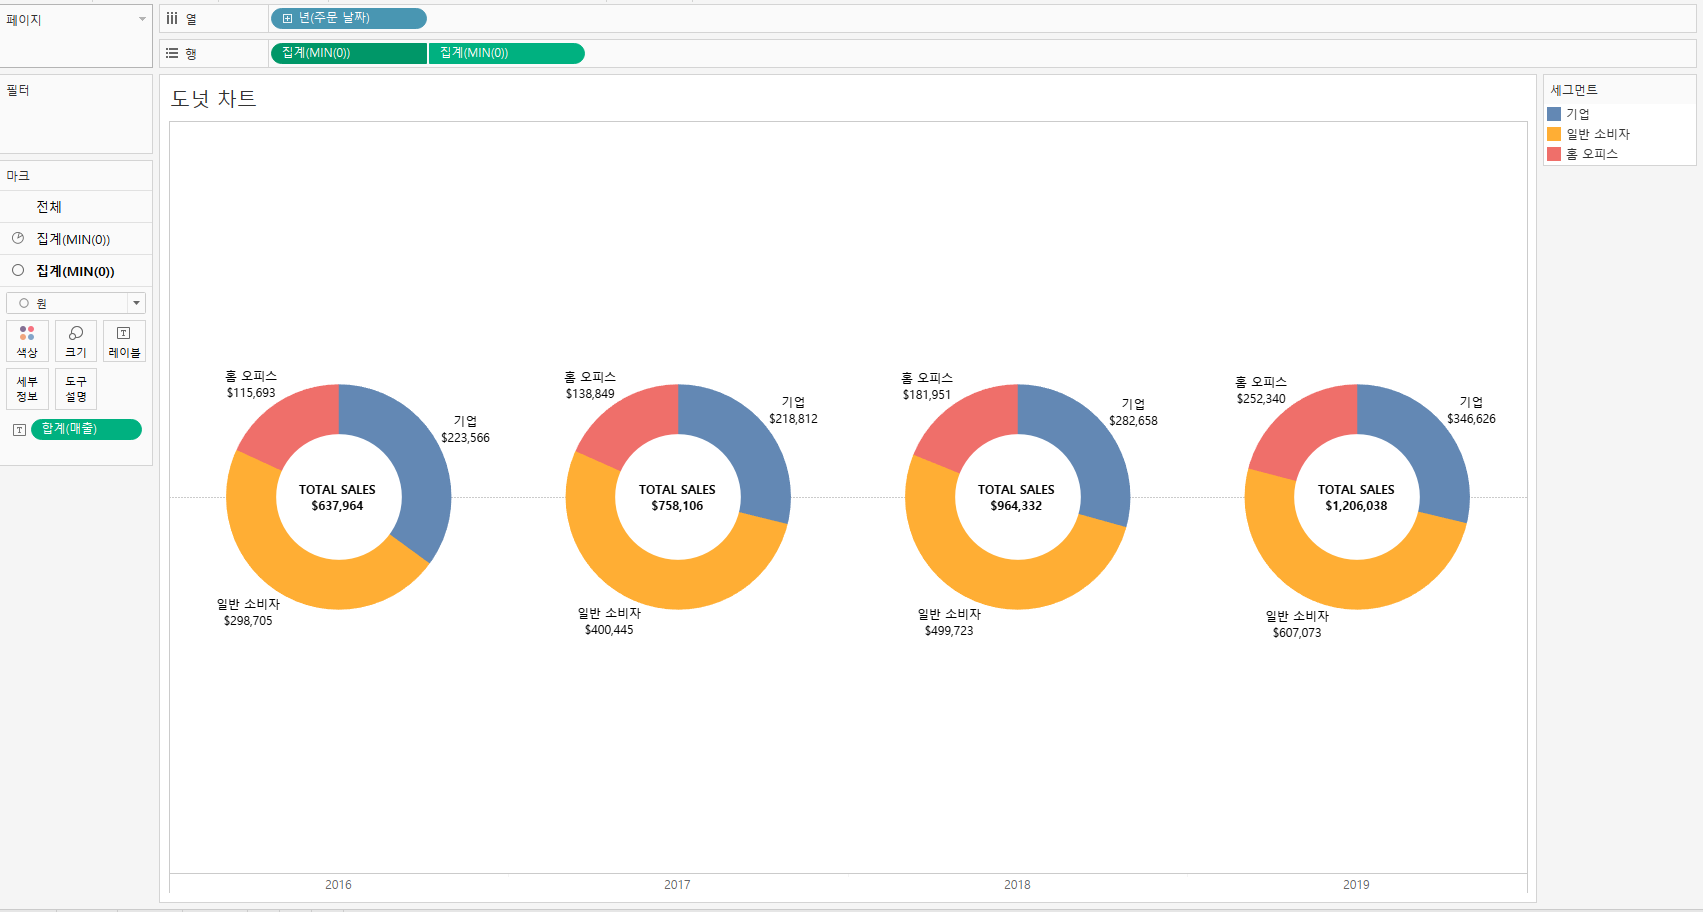 페이지
열
년(주문 날짜)
행
집계(MIN(0))
집계(MIN(0))
필터
마크
전체
집계(MIN(0))
집계(MIN(0))
원
색상
크기
레이블
세부
정보
도구
설명
합계(매출)
도넛 차트
홈 오피스
$115,693
기업
$223,566
TOTAL SALES
$637,964
일반 소비자
$298,705
홈 오피스
$138,849
기업
$218,812
TOTAL SALES
$758,106
일반 소비자
$400,445
홈 오피스
$181,951
기업
$282,658
TOTAL SALES
$964,332
일반 소비자
$499,723
홈 오피스
$252,340
기업
$346,626
TOTAL SALES
$1,206,038
일반 소비자
$607,073
2016
2017
2018
2019
세그먼트
기업
일반 소비자
홈 오피스